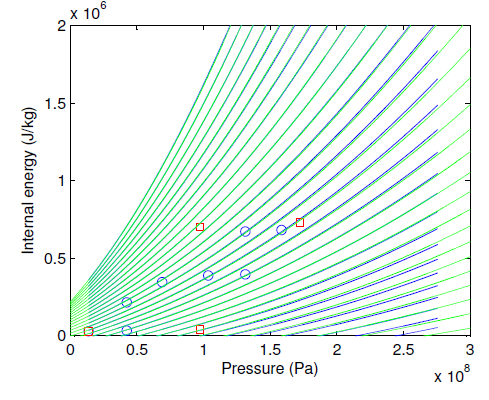 x 10^6
2
1.5
1
0.5
0
0 0.5 1 1.5 2 2.5 3
x 10^8
Internal energy (J/kg)
Pressure (Pa)